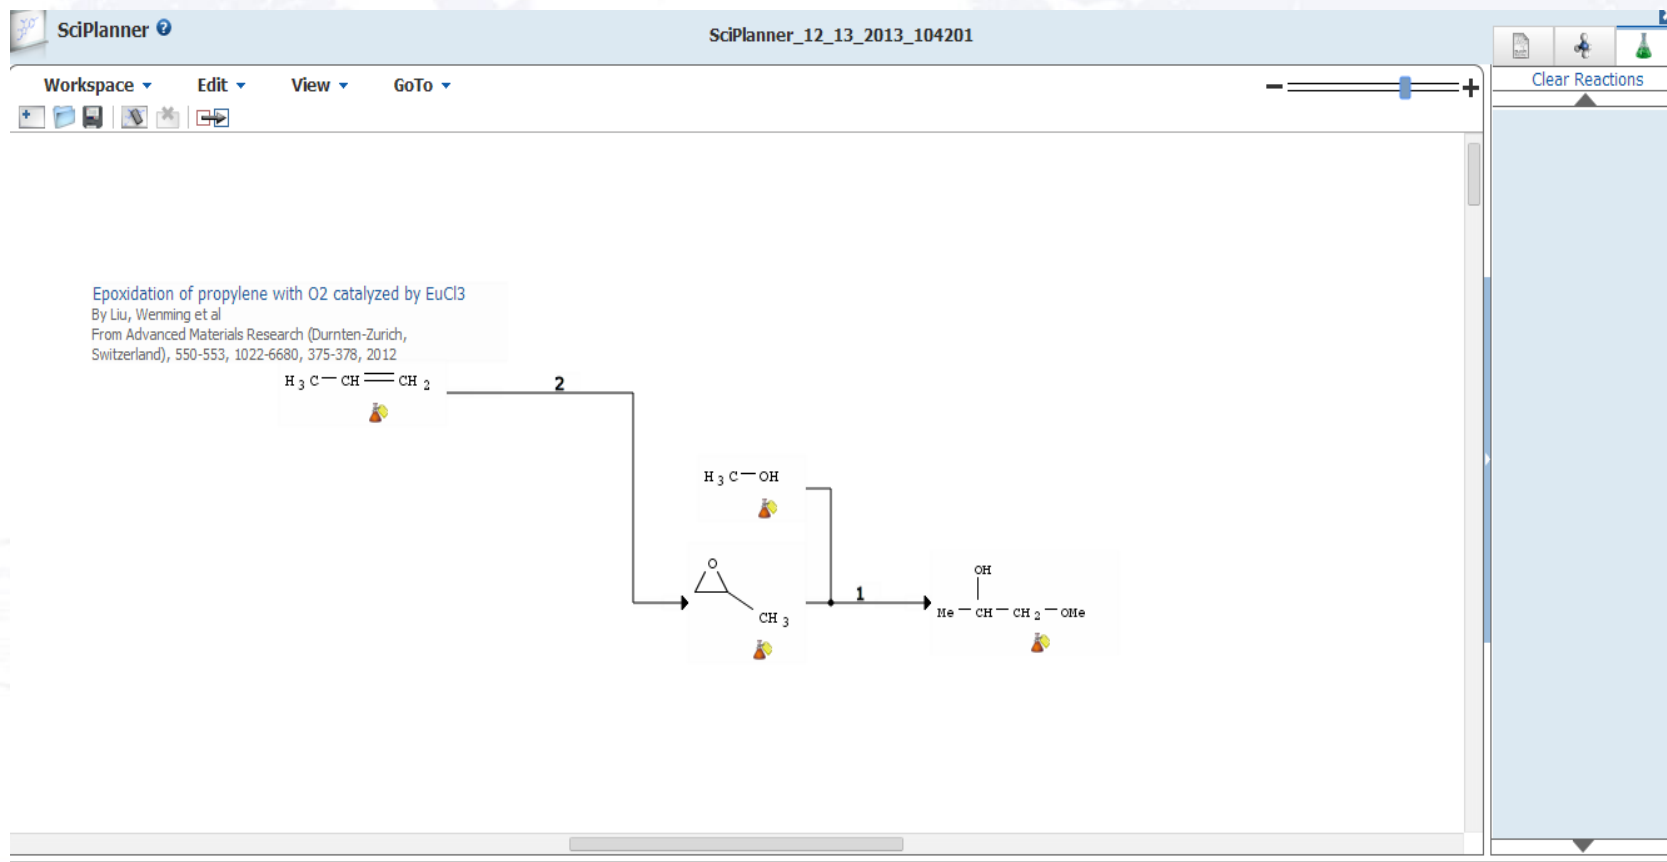 SciPlanner ?
SciPlanner_12_13_2013_104201
Workspace Edit View GoTo
Clear Reactions
Epoxidation of propylene with O2 catalyzed by EuCl3
By Liu, Wenming et al
From Advanced Materials Research (Durnten-Zurich,
Switzerland), 550-553, 1022-6680, 375-378, 2012
H3C—CH=CH2
2
H3C—OH
O
CH3
1
OH
Me—CH—CH2—OMe